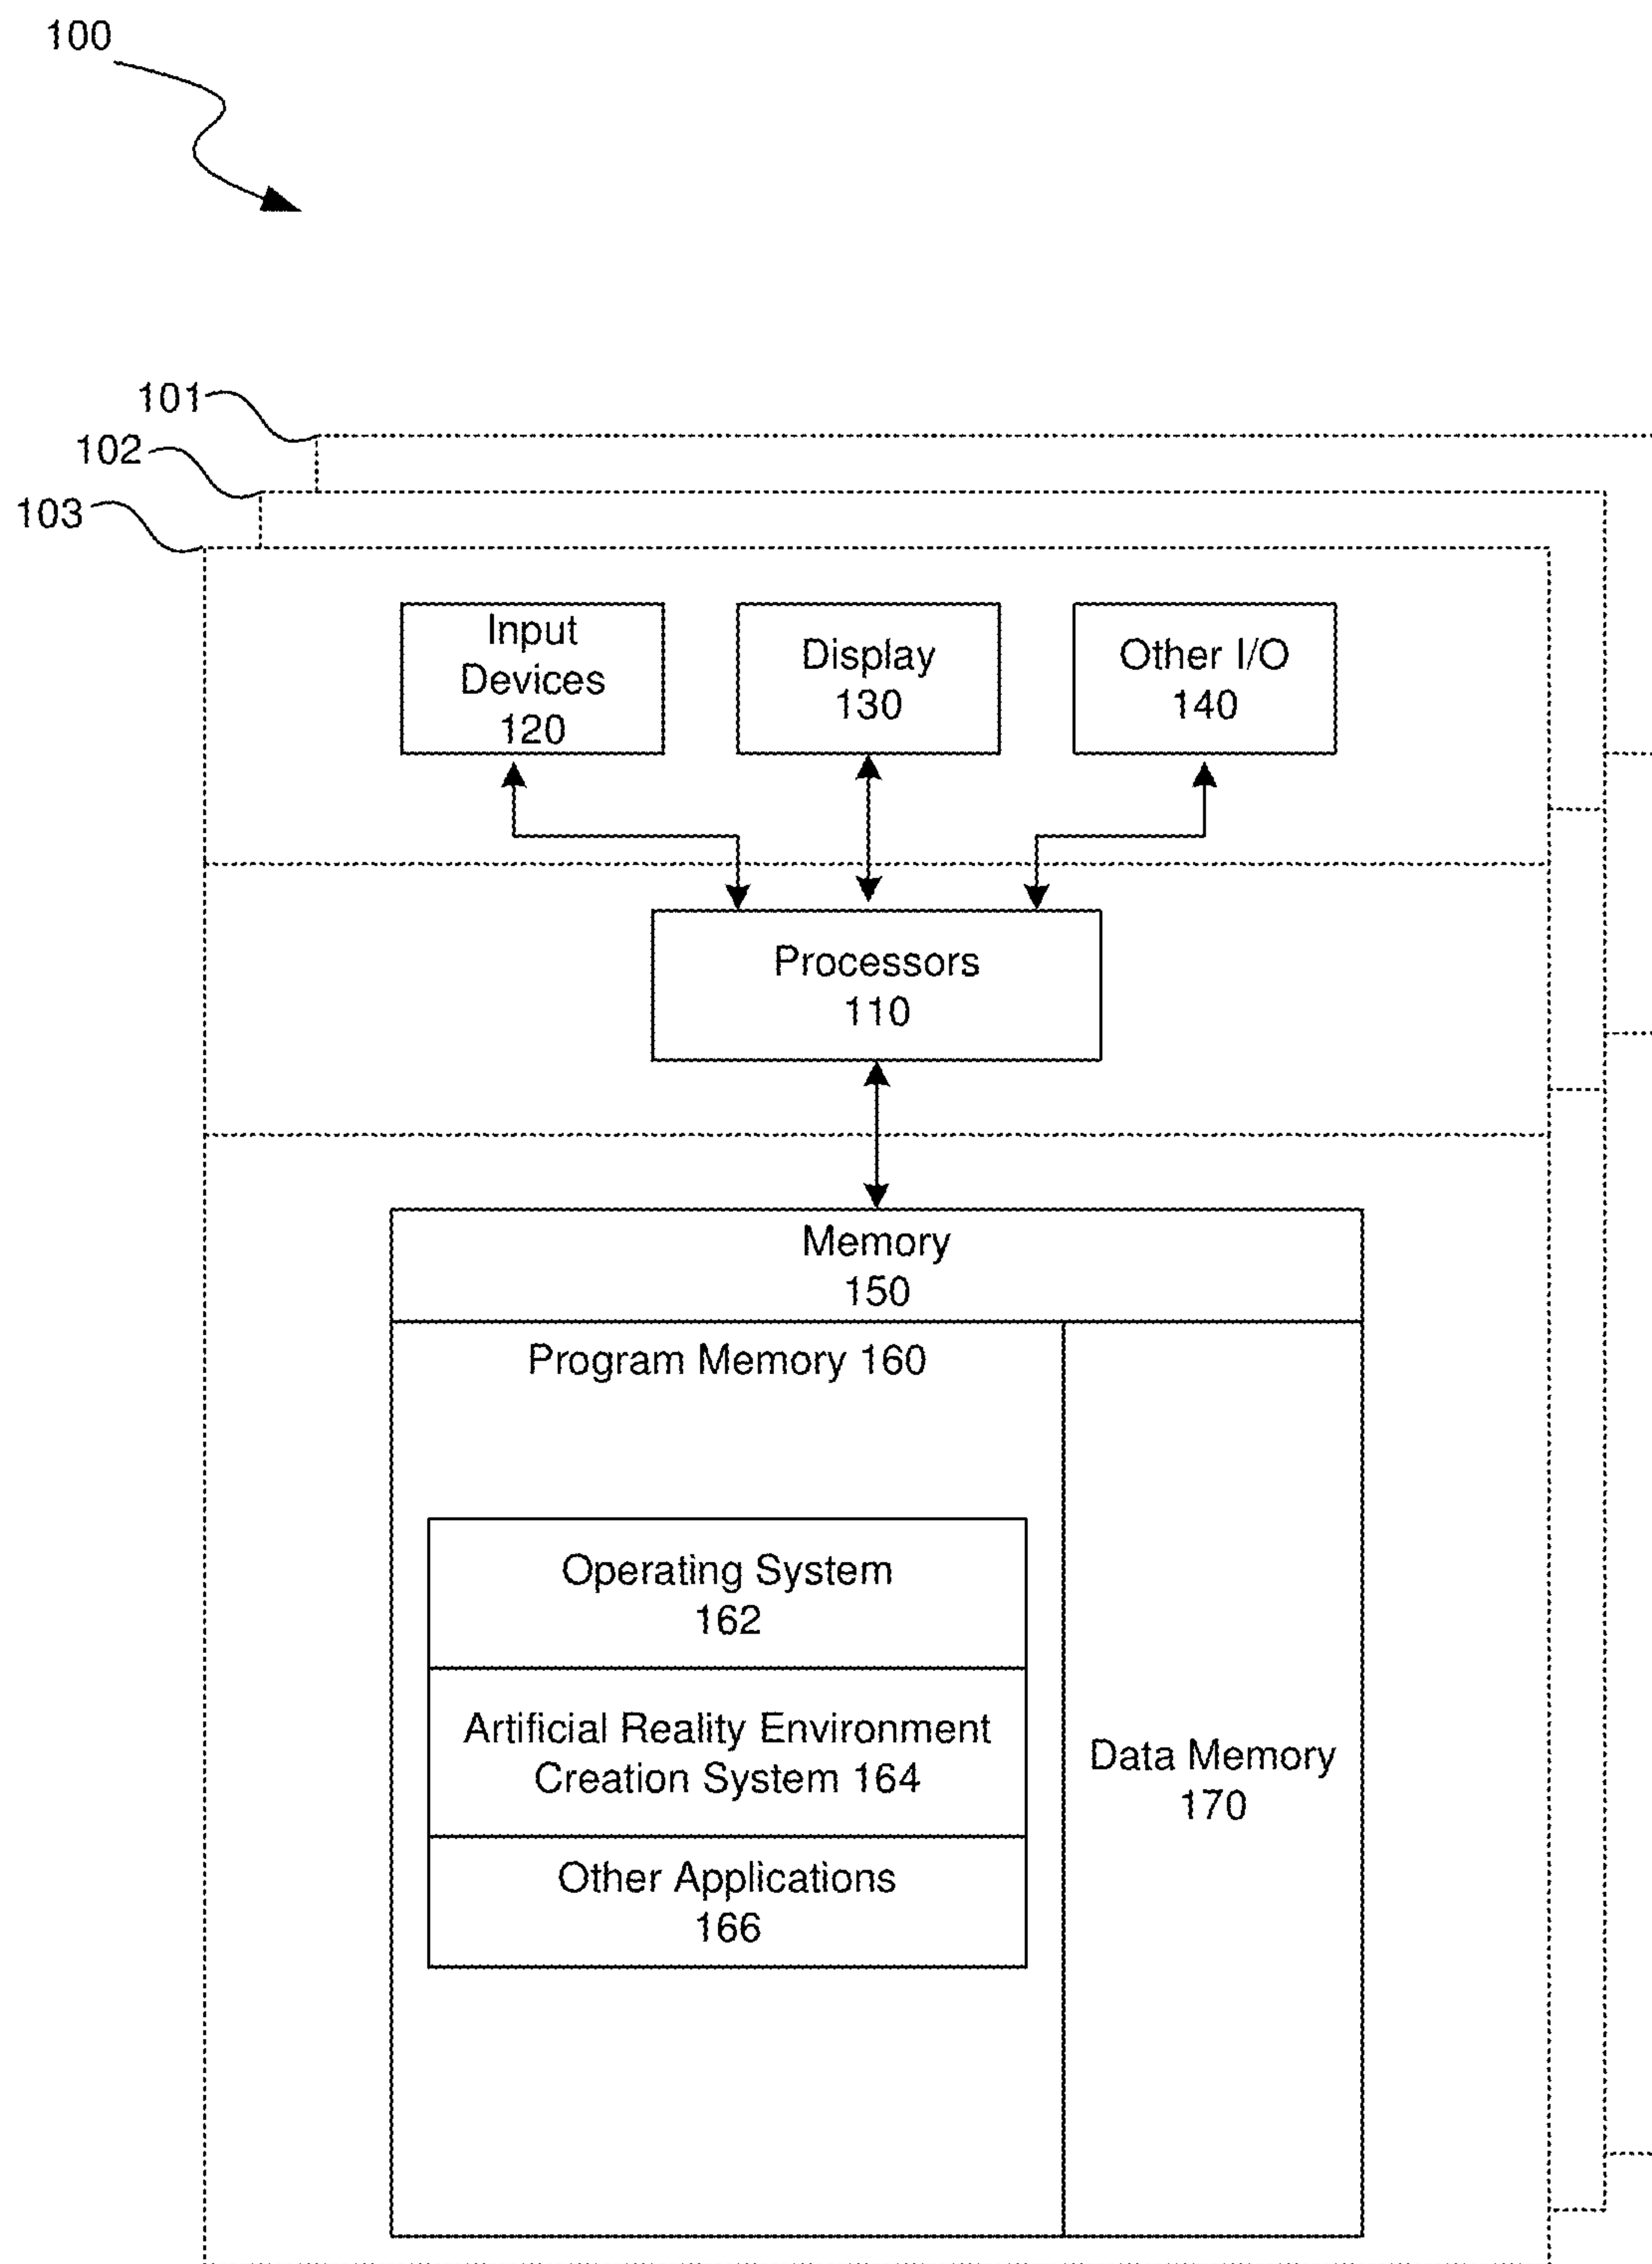 100
101
102
103
Input
Devices
120
Display
130
Other I/O
140
Processors
110
Memory
150
Program Memory 160
Operating System
162
Artificial Reality Environment
Creation System 164
Other Applications
166
Data Memory
170